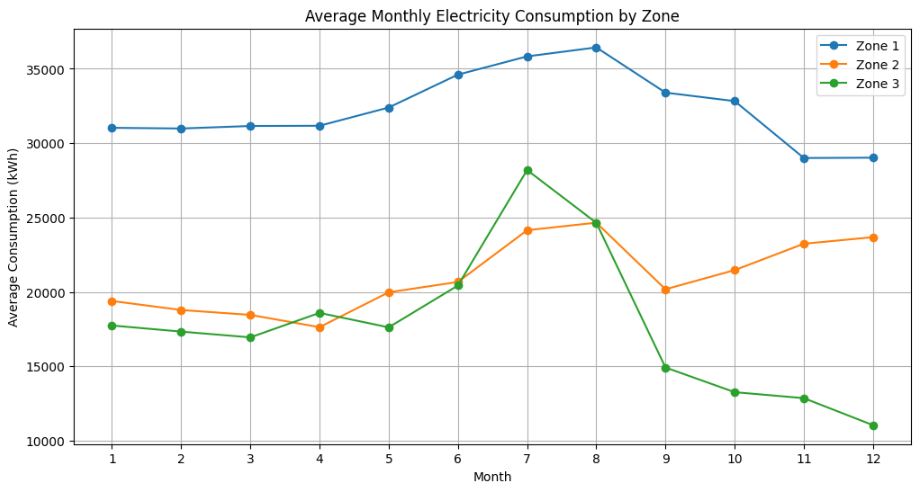 Average Monthly Electricity Consumption by Zone
Zone 1
Zone 2
Zone 3
Average Consumption (kWh)
35000
30000
25000
20000
15000
10000
1 2 3 4 5 6 7 8 9 10 11 12
Month